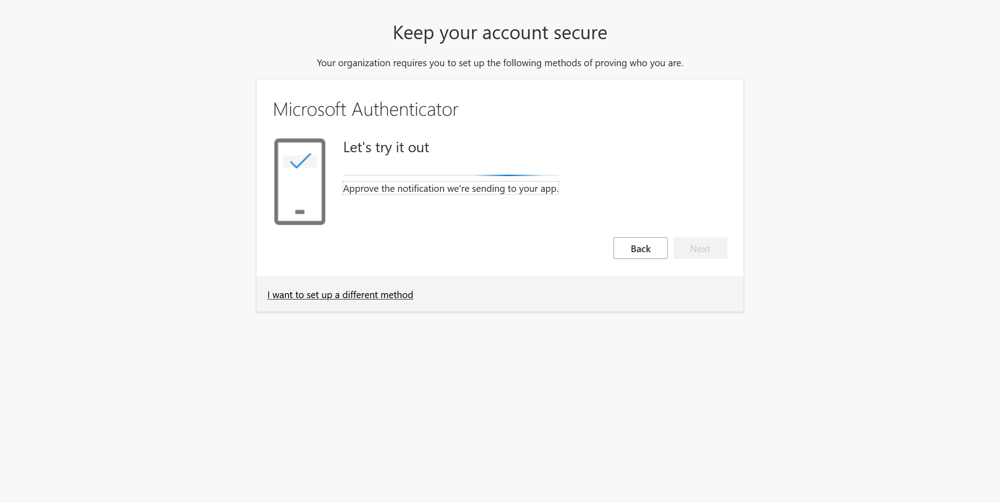 Keep your account secure
Your organization requires you to set up the following methods of proving who you are.
Microsoft Authenticator
Let's try it out
Approve the notification we're sending to your app.
Back
Next
I want to set up a different method